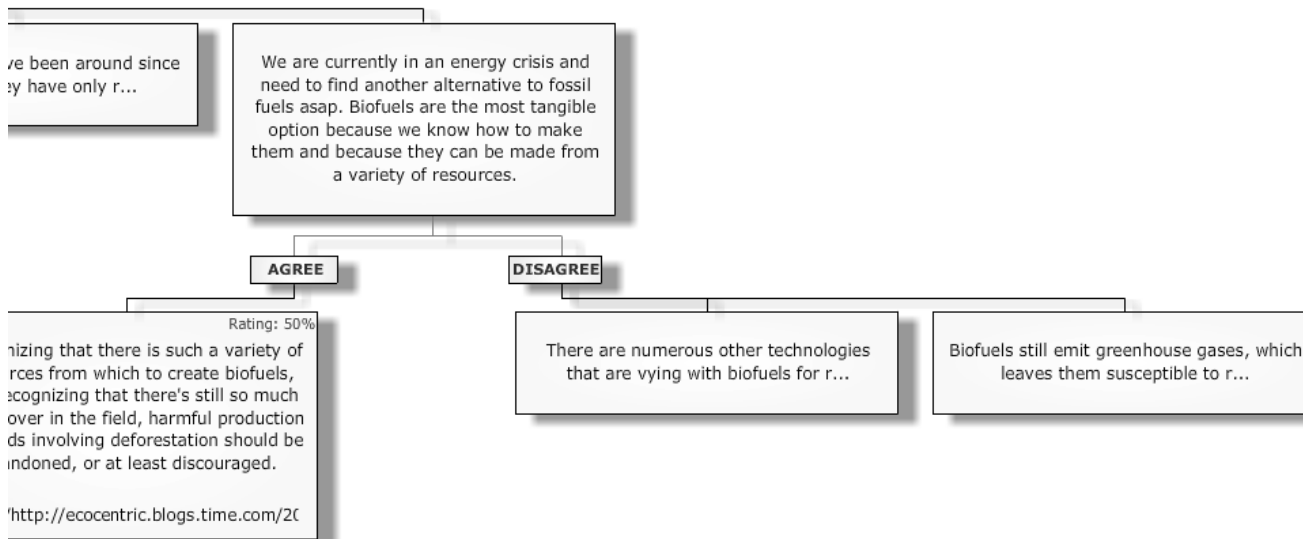 ve been around since
ey have only r...
We are currently in an energy crisis and
need to find another alternative to fossil
fuels asap. Biofuels are the most tangible
option because we know how to make
them and because they can be made from
a variety of resources.
AGREE
DISAGREE
Rating: 50%
nizing that there is such a variety of
rces from which to create biofuels,
ecognizing that there's still so much
over in the field, harmful production
ds involving deforestation should be
ndoned, or at least discouraged.
/http://ecocentric.blogs.time.com/20
There are numerous other technologies
that are vying with biofuels for r...
Biofuels still emit greenhouse gases, which
leaves them susceptible to r...